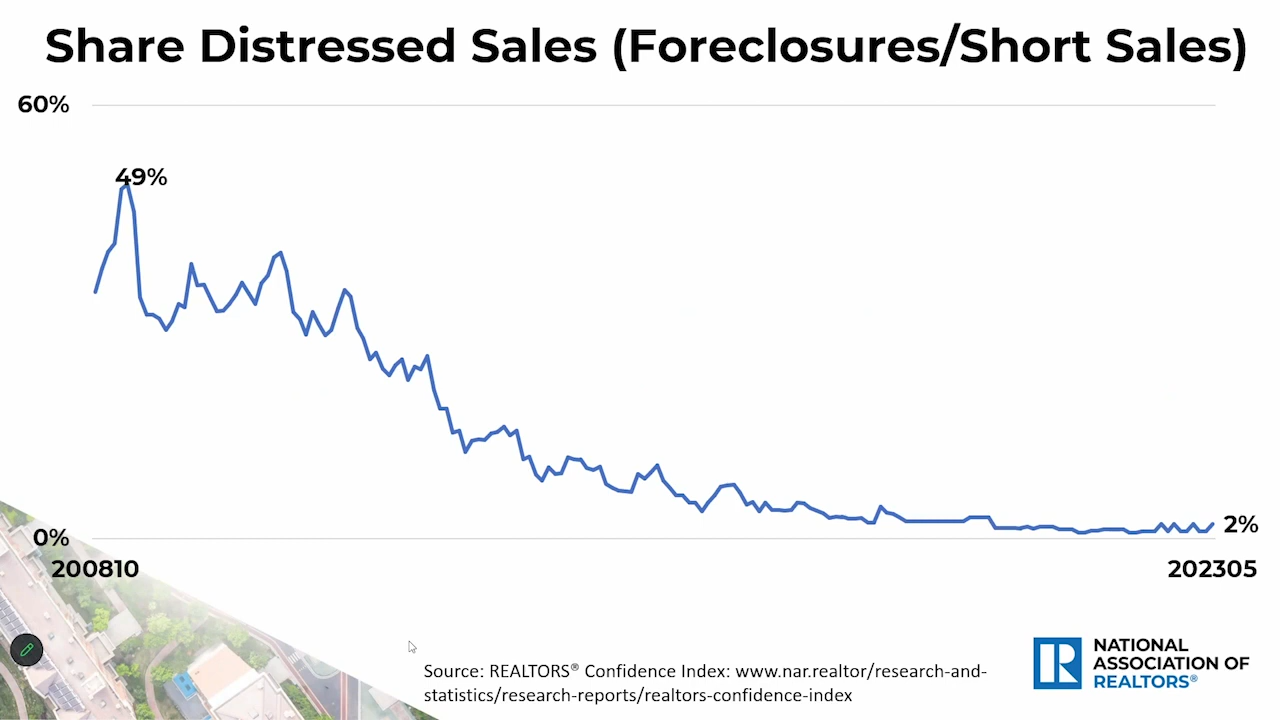 Share Distressed Sales (Foreclosures/Short Sales)
60%
49%
0%
2%
200810
202305
Source: REALTORS® Confidence Index: www.nar.realtor/research-and-
statistics/research-reports/realtors-confidence-index
NATIONAL
ASSOCIATION OF
REALTORS®